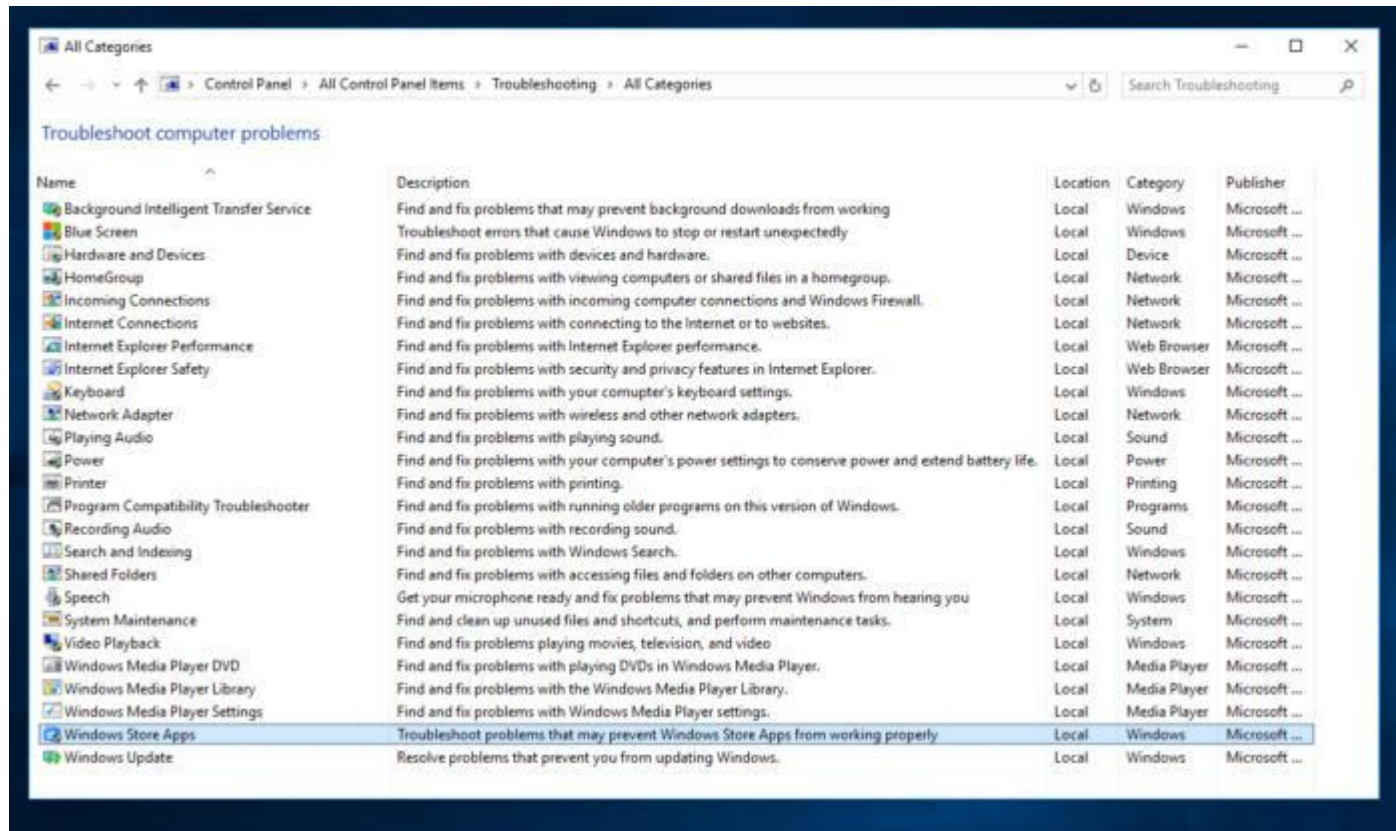 All Categories
Control Panel > All Control Panel Items > Troubleshooting > All Categories Search Troubleshooting
Troubleshoot computer problems
Name Description Location Category Publisher
Background Intelligent Transfer Service Find and fix problems that may prevent background downloads from working Local Windows Microsoft ...
Blue Screen Troubleshoot errors that cause Windows to stop or restart unexpectedly Local Windows Microsoft ...
Hardware and Devices Find and fix problems with devices and hardware. Local Device Microsoft ...
HomeGroup Find and fix problems with viewing computers or shared files in a homegroup. Local Network Microsoft ...
Incoming Connections Find and fix problems with incoming computer connections and Windows Firewall. Local Network Microsoft ...
Internet Connections Find and fix problems with connecting to the Internet or to websites. Local Network Microsoft ...
Internet Explorer Performance Find and fix problems with Internet Explorer performance. Local Web Browser Microsoft ...
Internet Explorer Safety Find and fix problems with security and privacy features in Internet Explorer. Local Web Browser Microsoft ...
Keyboard Find and fix problems with your comupter's keyboard settings. Local Windows Microsoft ...
Network Adapter Find and fix problems with wireless and other network adapters. Local Network Microsoft ...
Playing Audio Find and fix problems with playing sound. Local Sound Microsoft ...
Power Find and fix problems with your computer's power settings to conserve power and extend battery life. Local Power Microsoft ...
Printer Find and fix problems with printing. Local Printing Microsoft ...
Program Compatibility Troubleshooter Find and fix problems with running older programs on this version of Windows. Local Programs Microsoft ...
Recording Audio Find and fix problems with recording sound. Local Sound Microsoft ...
Search and Indexing Find and fix problems with Windows Search. Local Windows Microsoft ...
Shared Folders Find and fix problems with accessing files and folders on other computers. Local Network Microsoft ...
Speech Get your microphone ready and fix problems that may prevent Windows from hearing you Local Windows Microsoft ...
System Maintenance Find and clean up unused files and shortcuts, and perform maintenance tasks. Local System Microsoft ...
Video Playback Find and fix problems playing movies, television, and video Local Windows Microsoft ...
Windows Media Player DVD Find and fix problems with playing DVDs in Windows Media Player. Local Media Player Microsoft ...
Windows Media Player Library Find and fix problems with the Windows Media Player Library. Local Media Player Microsoft ...
Windows Media Player Settings Find and fix problems with Windows Media Player settings. Local Media Player Microsoft ...
Windows Store Apps Troubleshoot problems that may prevent Windows Store Apps from working properly Local Windows Microsoft ...
Windows Update Resolve problems that prevent you from updating Windows. Local Windows Microsoft ...